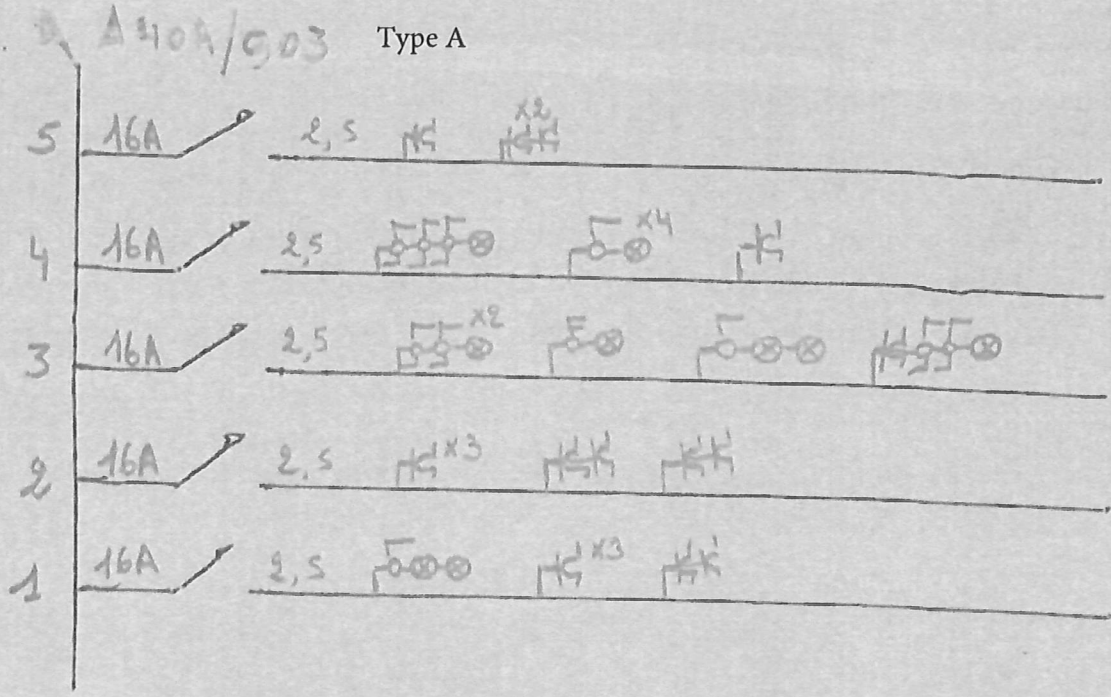 Δ 40A/0,03 Type A
5 16A 2,5 x2
4 16A 2,5 x4
3 16A 2,5 x2
2 16A 2,5 x3
1 16A 2,5 x3